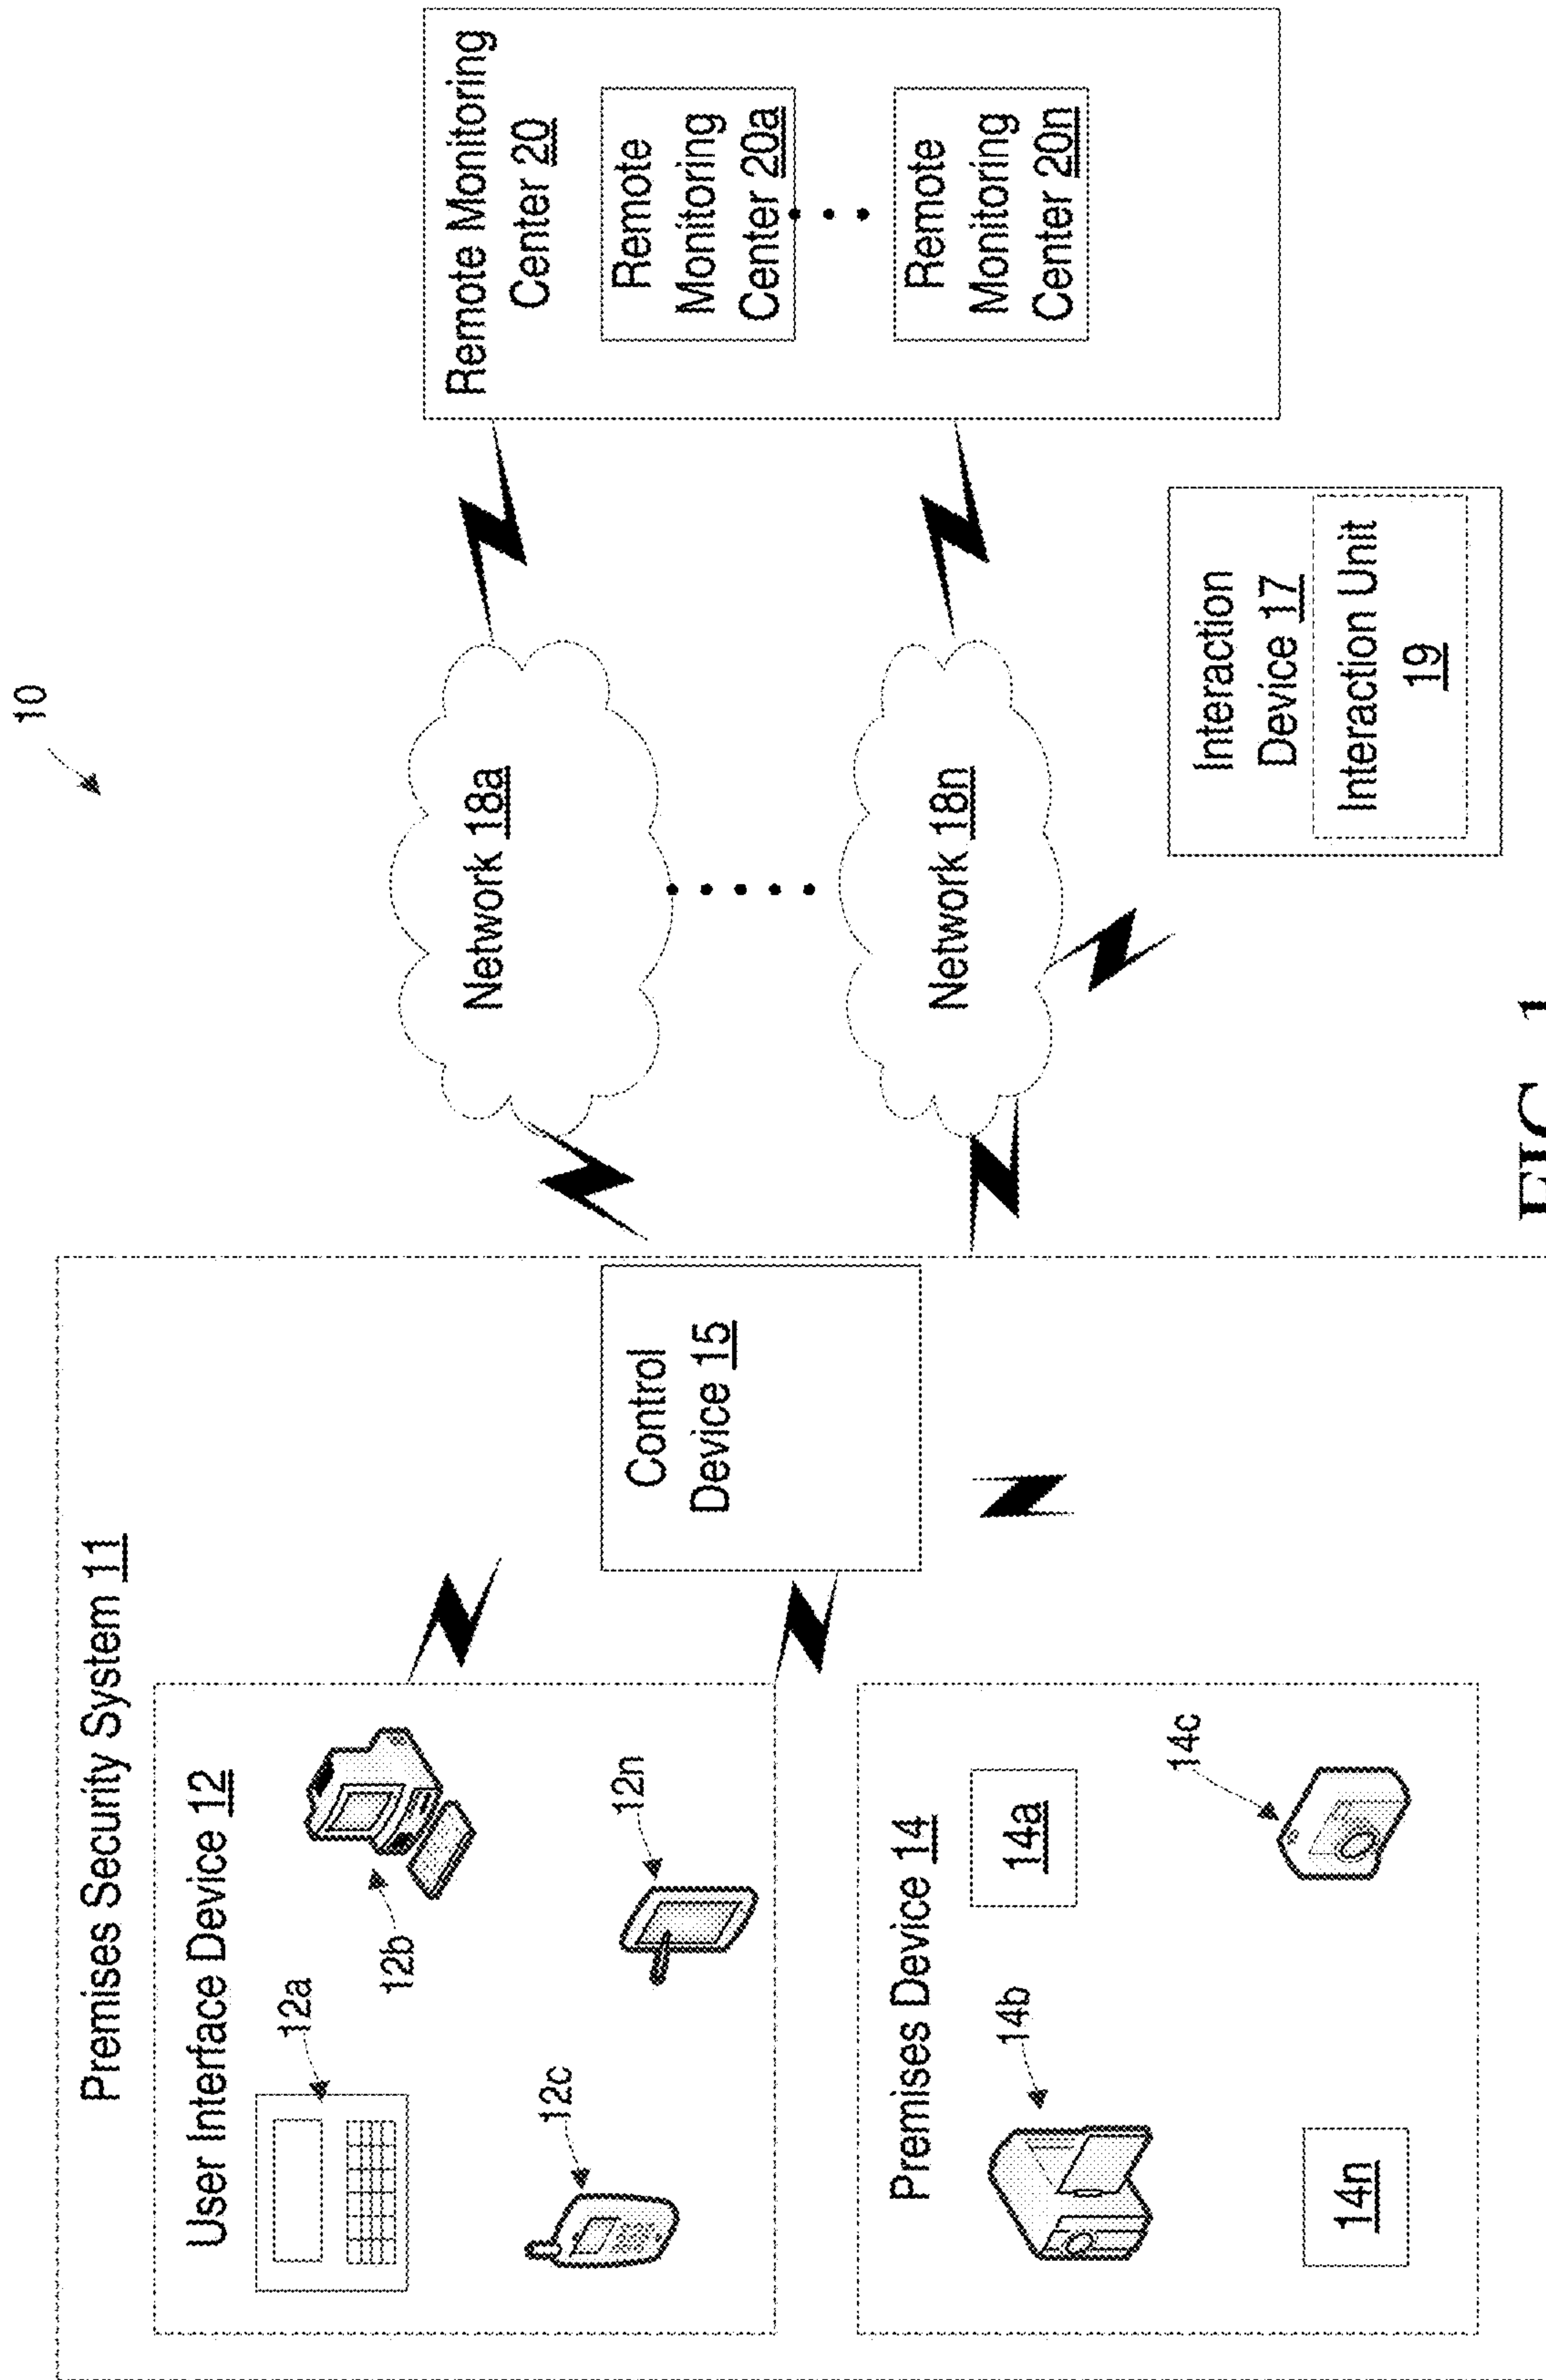 10
Premises Security System 11
User Interface Device 12
12a
12b
12c
12n
Premises Device 14
14a
14b
14c
14n
Control
Device 15
Network 18a
Network 18n
Remote Monitoring
Center 20
Remote
Monitoring
Center 20a
Remote
Monitoring
Center 20n
Interaction
Device 17
Interaction Unit
19
FIG. 1